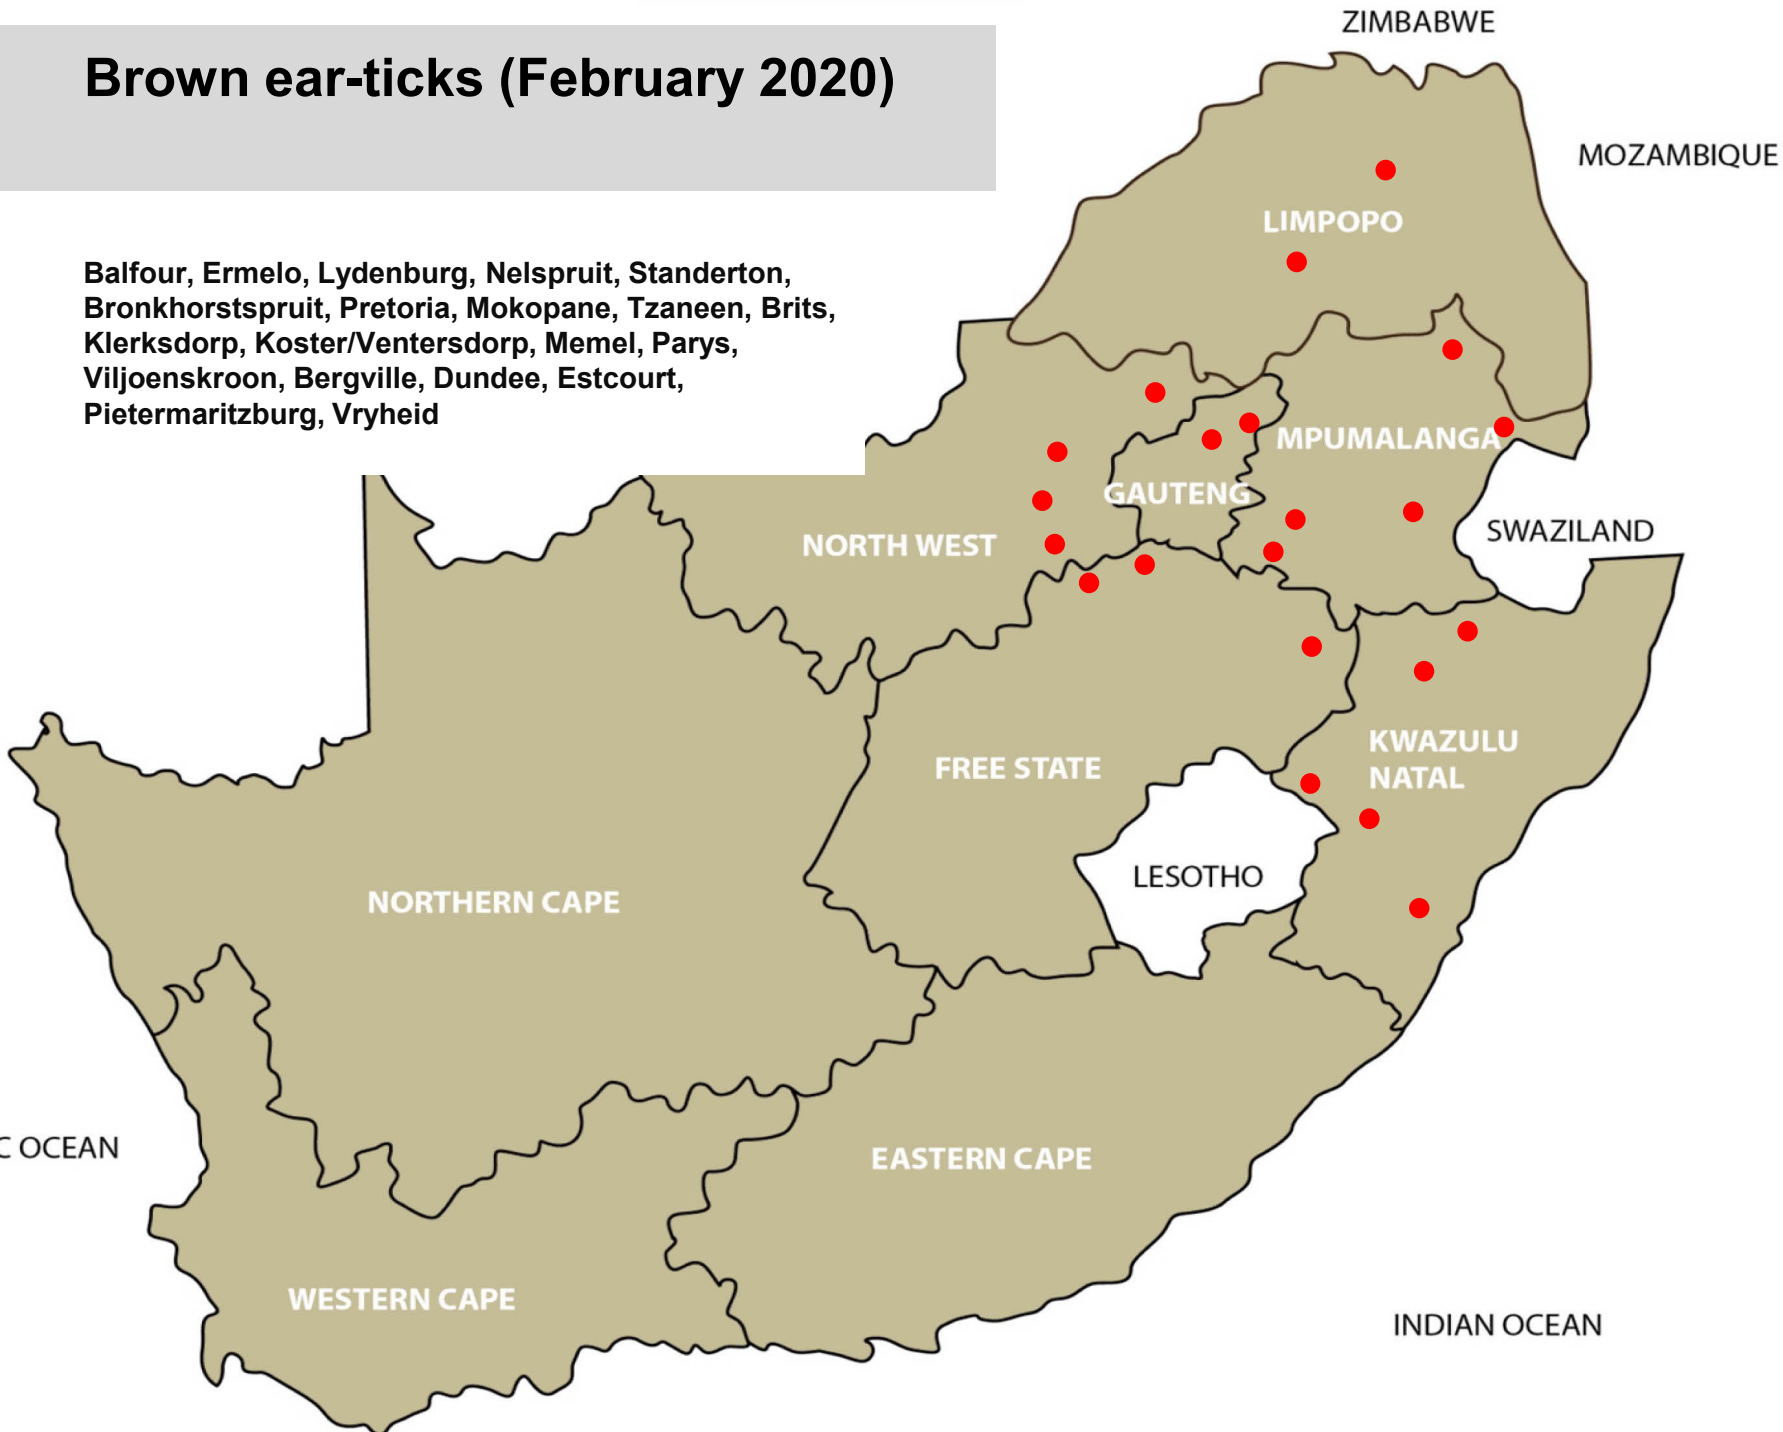 Brown ear-ticks (February 2020)
Balfour, Ermelo, Lydenburg, Nelspruit, Standerton,
Bronkhorstspruit, Pretoria, Mokopane, Tzaneen, Brits,
Klerksdorp, Koster/Ventersdorp, Memel, Parys,
Viljoenskroon, Bergville, Dundee, Estcourt,
Pietermaritzburg, Vryheid
ZIMBABWE
MOZAMBIQUE
LIMPOPO
MPUMALANGA
GAUTENG
SWAZILAND
NORTH WEST
KWAZULU
NATAL
FREE STATE
LESOTHO
NORTHERN CAPE
C OCEAN
EASTERN CAPE
WESTERN CAPE
INDIAN OCEAN